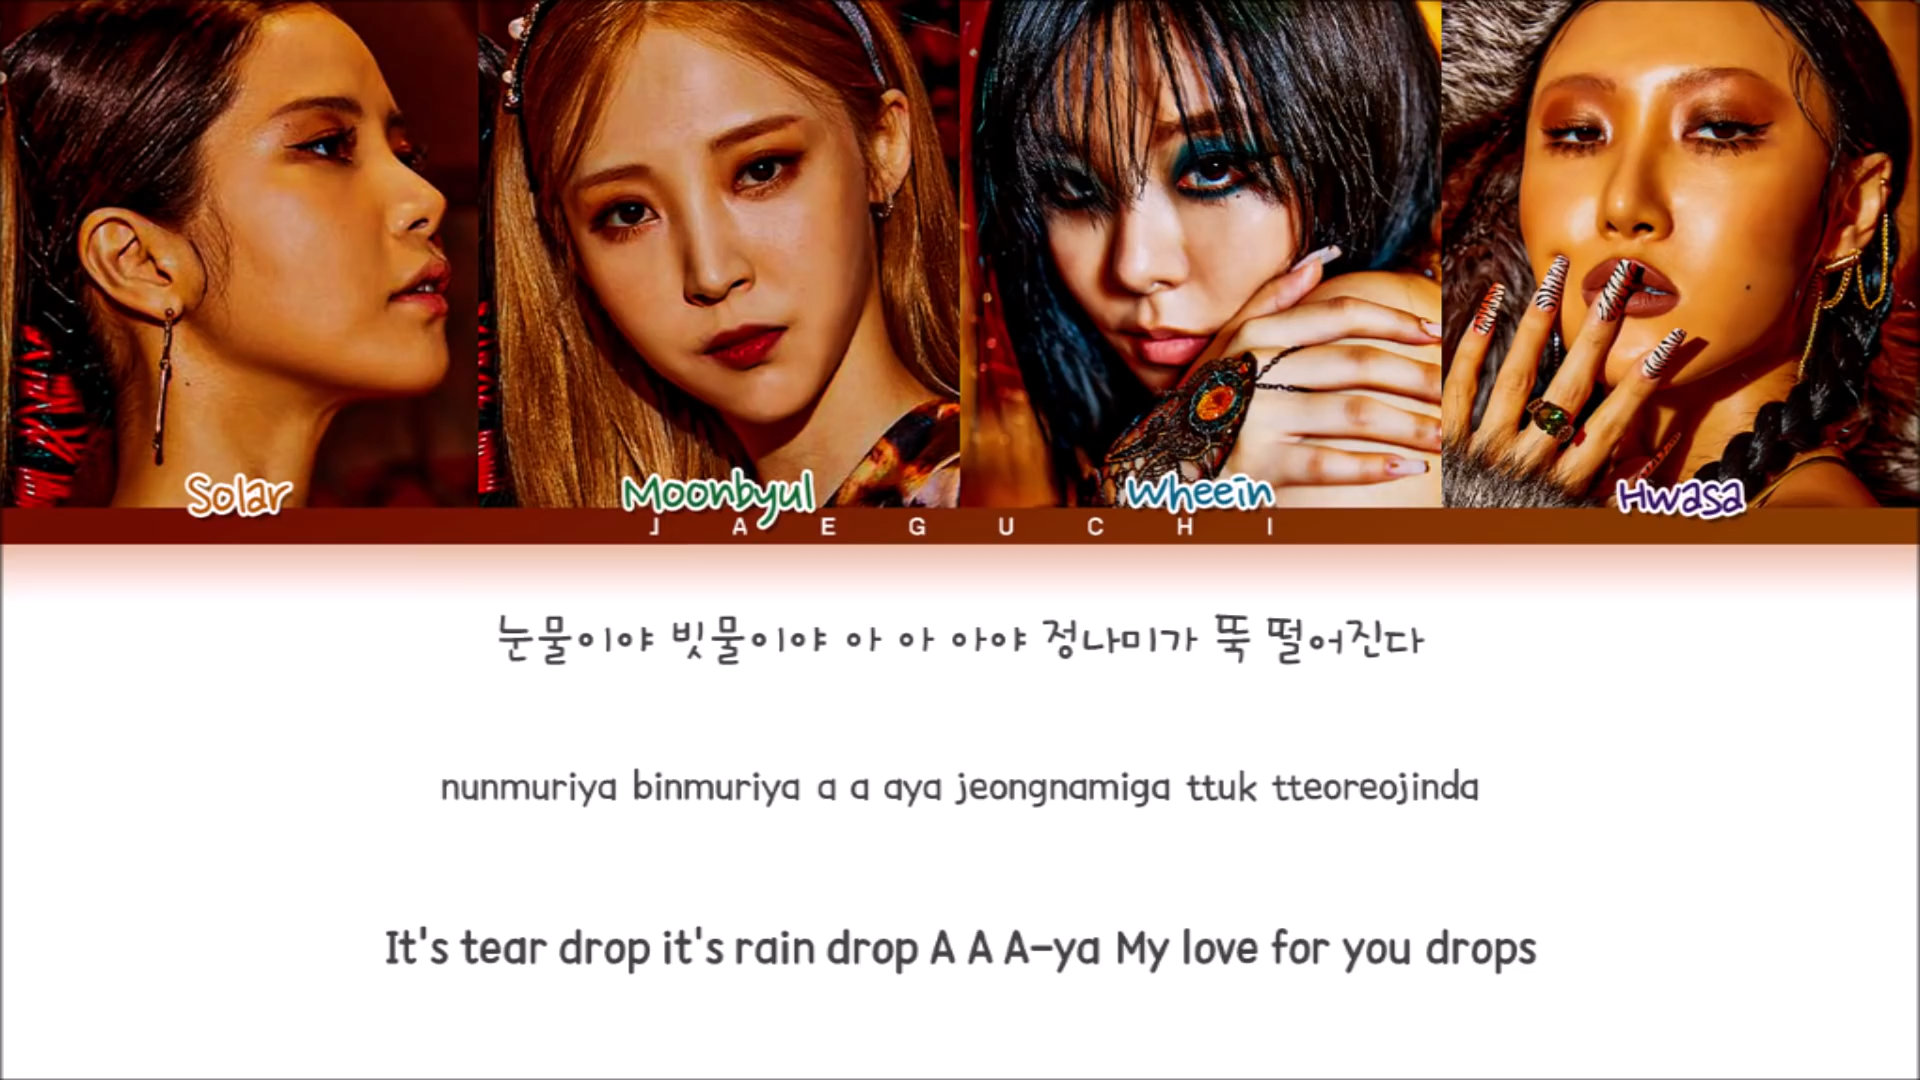 Solar
Moonbyul
Wheein
Hwasa
JAEGUCHI
눈물이야 빗물이야 아 아 아야 정나미가 뚝 떨어진다
nunmuriya binmuriya a a aya jeongnamiga ttuk tteoreojinda
It's tear drop it's rain drop A A A-ya My love for you drops